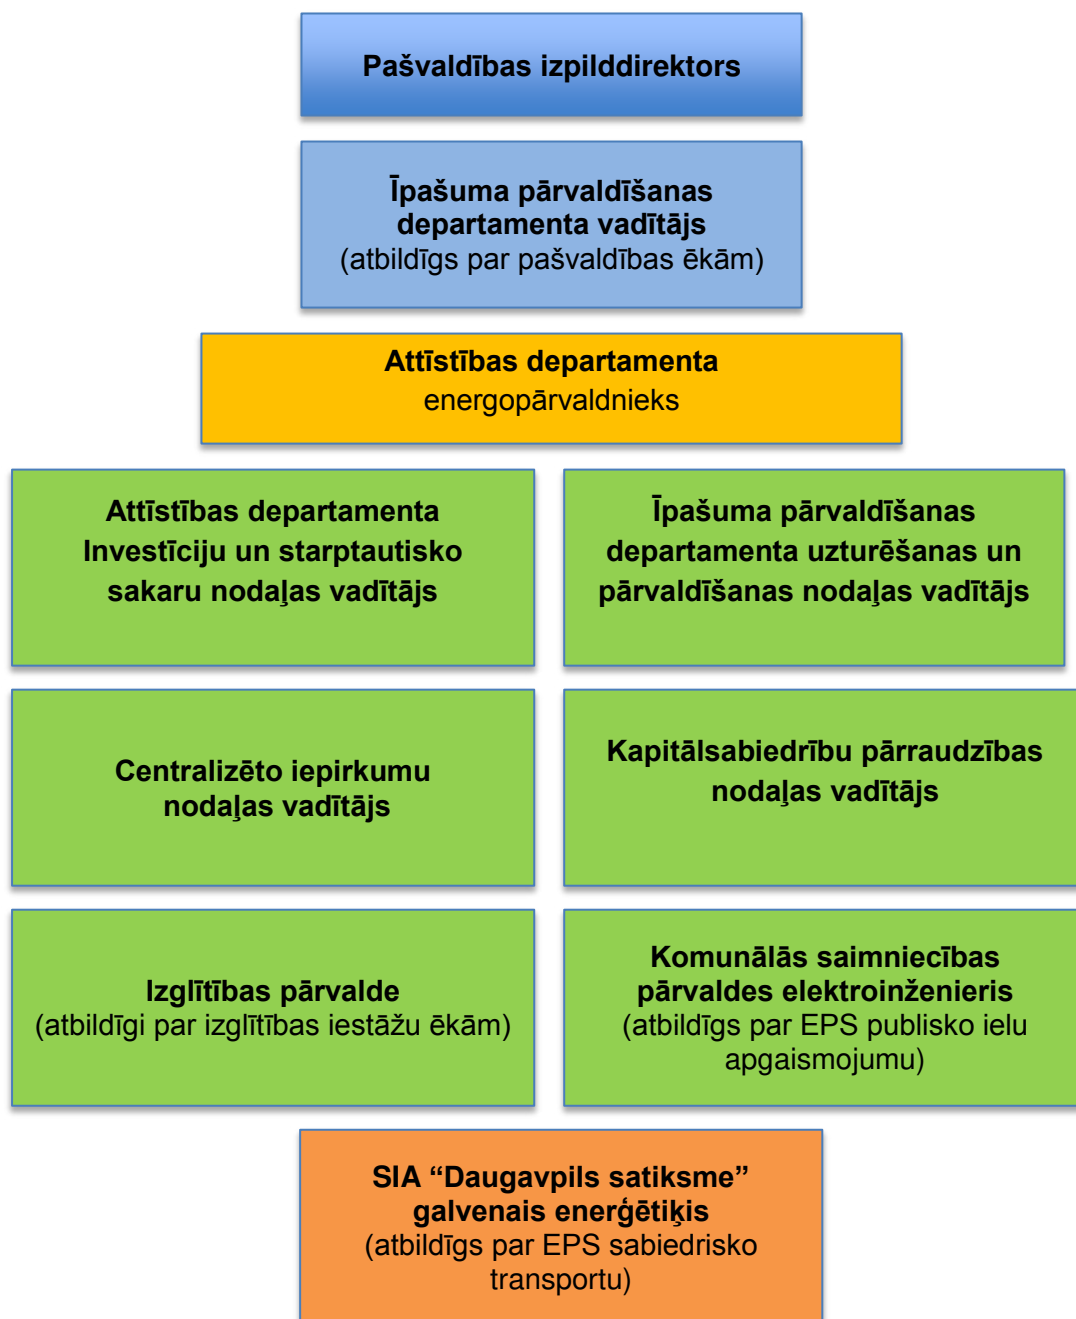 Pašvaldības izpilddirektors
Īpašuma pārvaldīšanas
departamenta vadītājs
(atbildīgs par pašvaldības ēkām)
Attīstības departamenta
energopārvaldnieks
Attīstības departamenta
Investīciju un starptautisko
sakaru nodaļas vadītājs
Īpašuma pārvaldīšanas
departamenta uzturēšanas un
pārvaldīšanas nodaļas vadītājs
Centralizēto iepirkumu
nodaļas vadītājs
Kapitālsabiedrību pārraudzības
nodaļas vadītājs
Izglītības pārvalde
(atbildīgi par izglītības iestāžu ēkām)
Komunālās saimniecības
pārvaldes elektroinženieris
(atbildīgs par EPS publisko ielu
apgaismojumu)
SIA “Daugavpils satiksme”
galvenais enerģētiķis
(atbildīgs par EPS sabiedrisko
transportu)